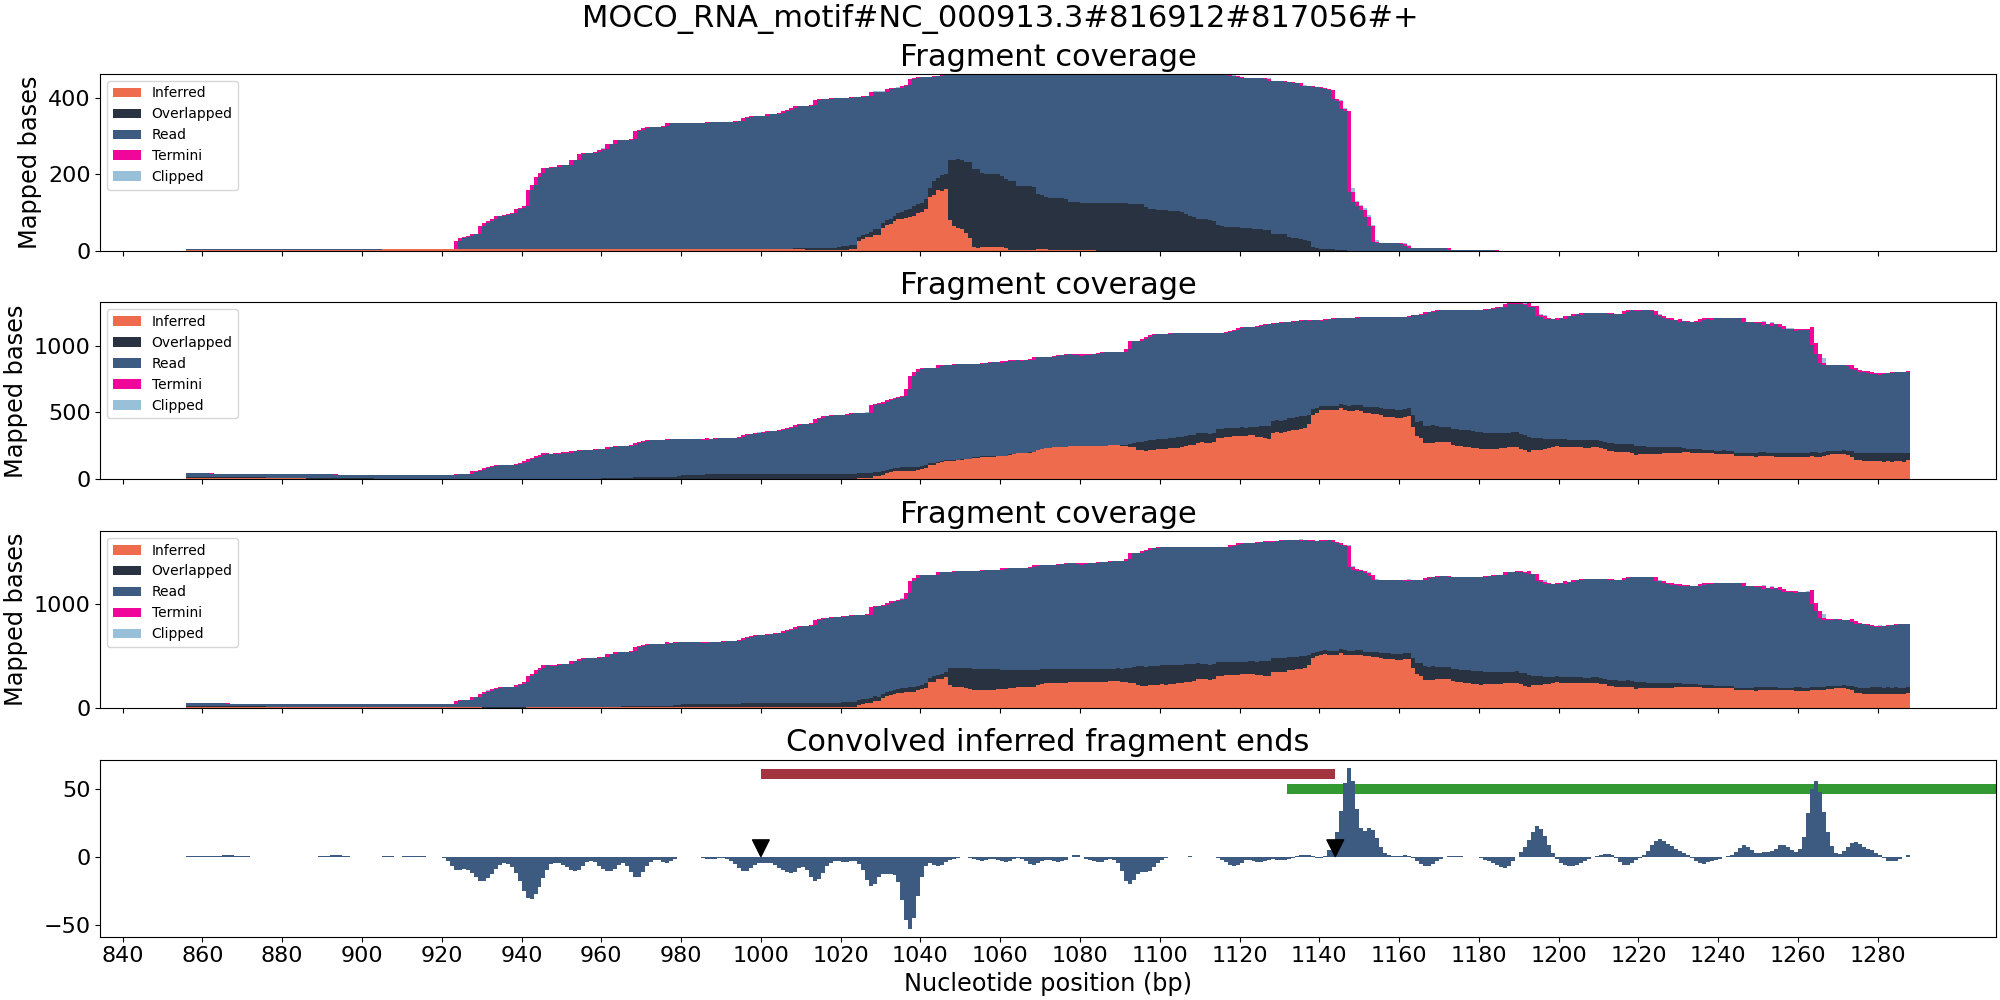 MOCO_RNA_motif#NC_000913.3#816912#817056#+
Fragment coverage
Mapped bases
400
200
0
Inferred
Overlapped
Read
Termini
Clipped
Fragment coverage
Mapped bases
1000
500
0
Inferred
Overlapped
Read
Termini
Clipped
Fragment coverage
Mapped bases
1000
0
Inferred
Overlapped
Read
Termini
Clipped
Convolved inferred fragment ends
50
0
−50
840 860 880 900 920 940 960 980 1000 1020 1040 1060 1080 1100 1120 1140 1160 1180 1200 1220 1240 1260 1280
Nucleotide position (bp)